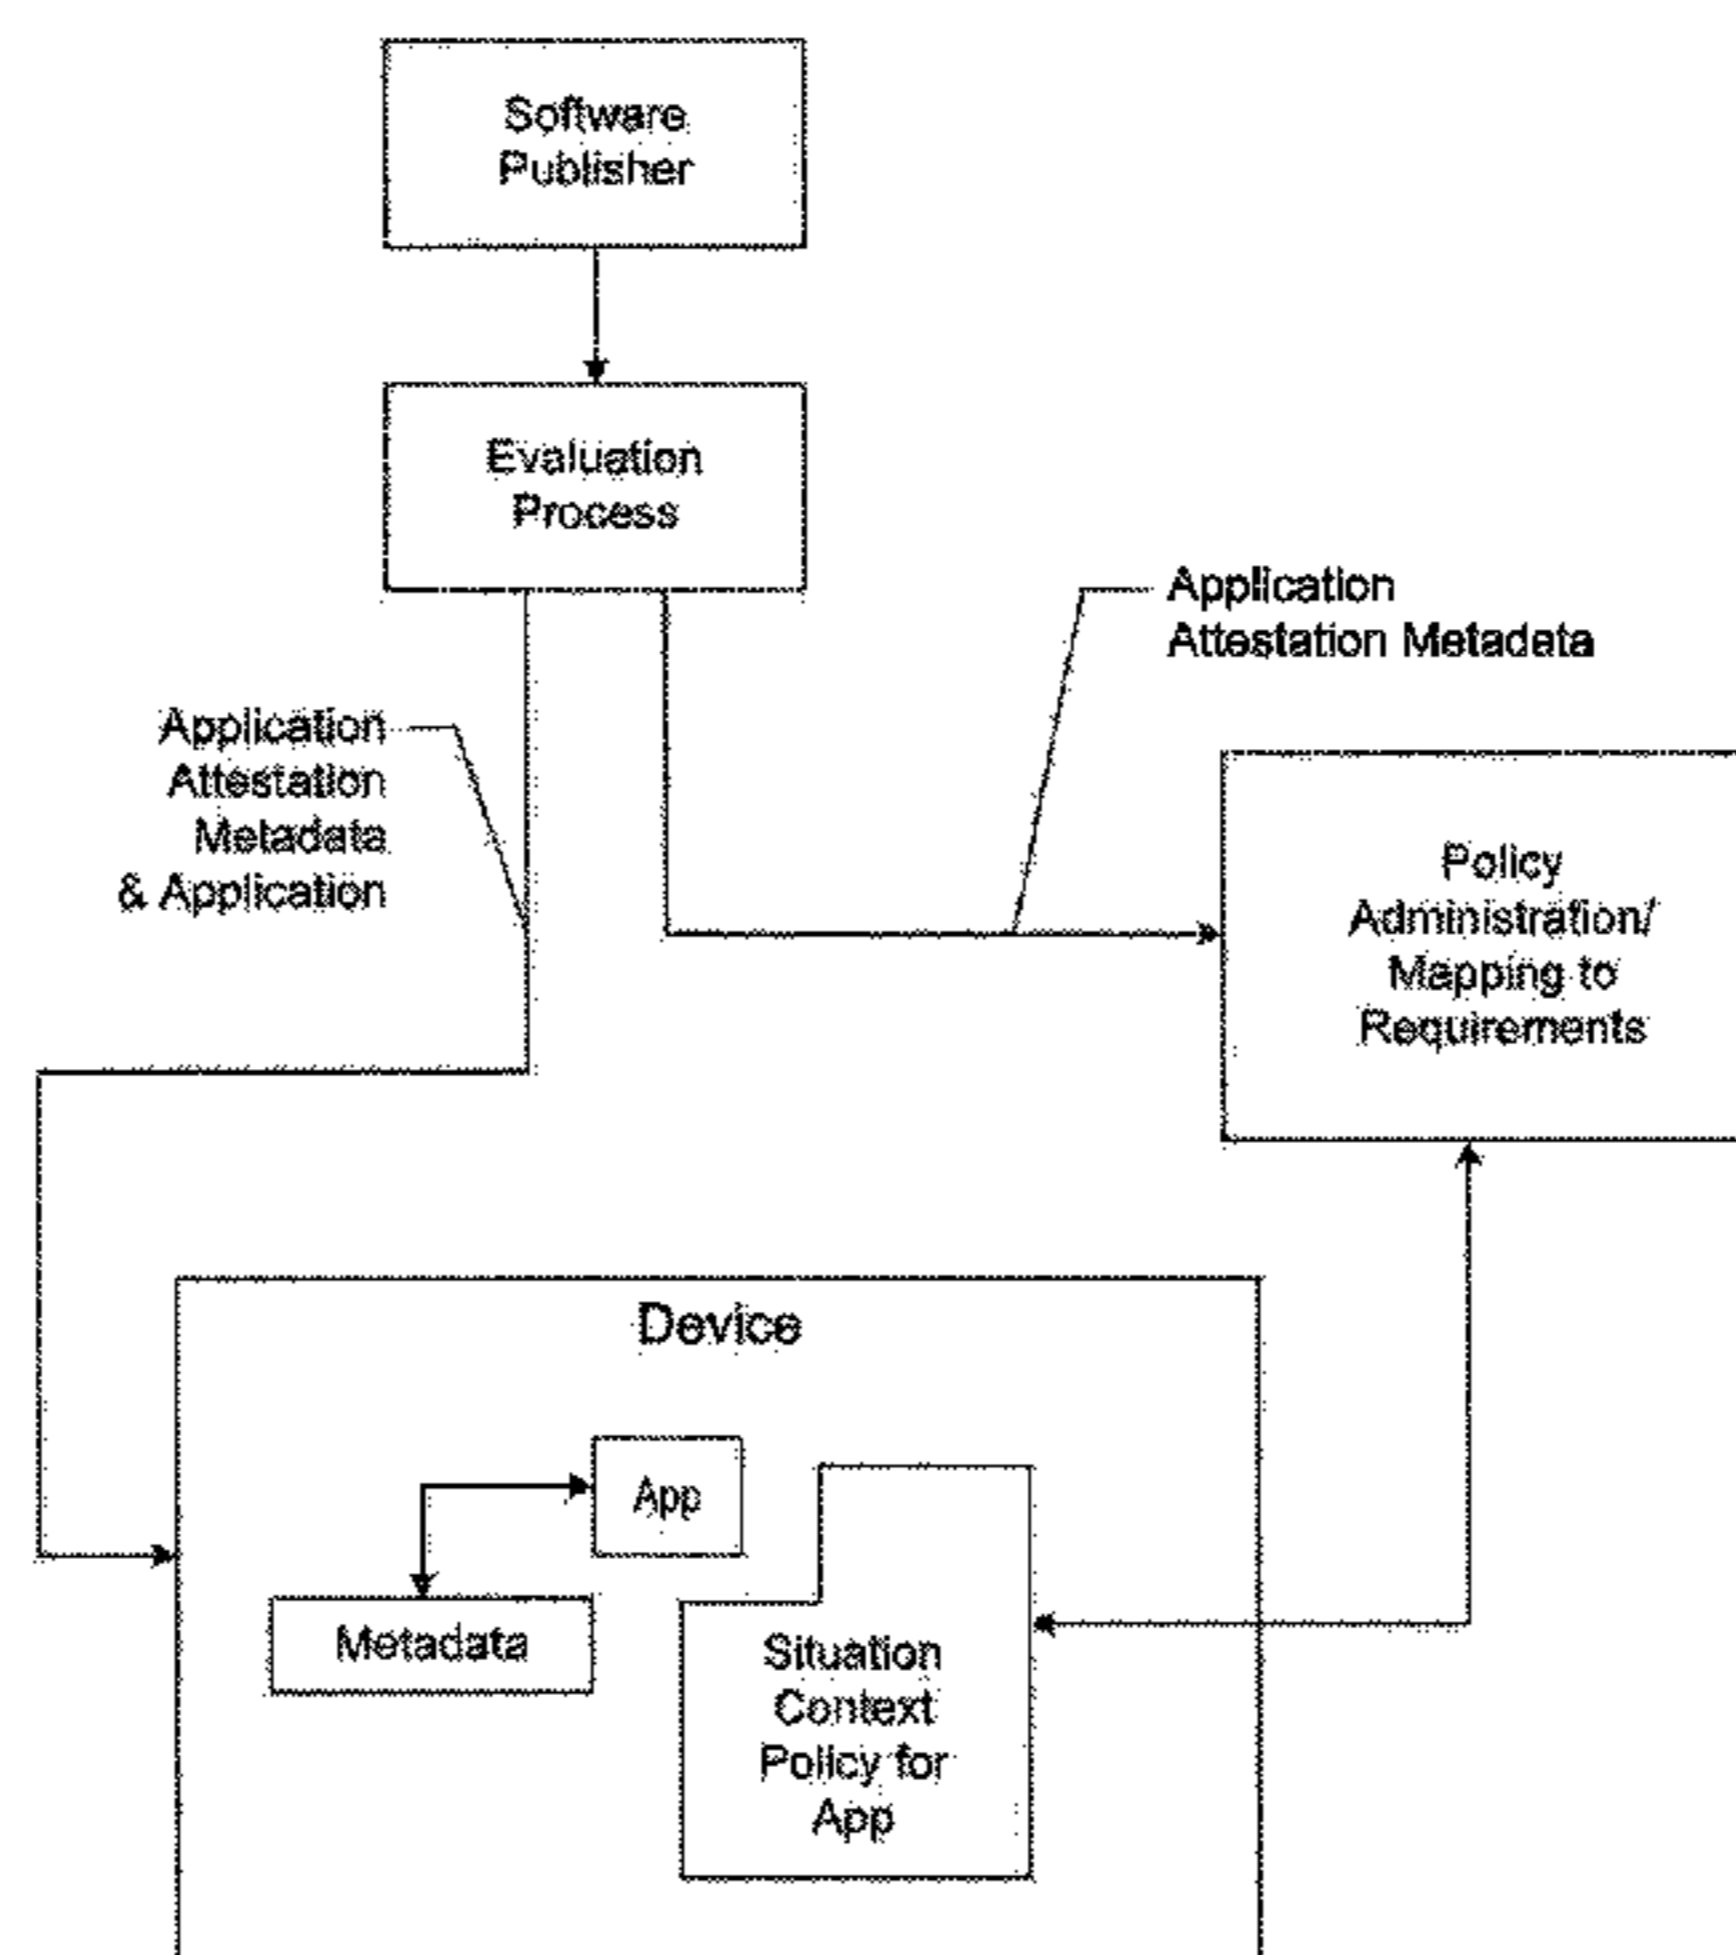 Software
Publisher
Evaluation
Process
Application
Attestation Metadata
Application
Attestation
Metadata
& Application
Policy
Administration/
Mapping to
Requirements
Device
App
Metadata
Situation
Context
Policy for
App